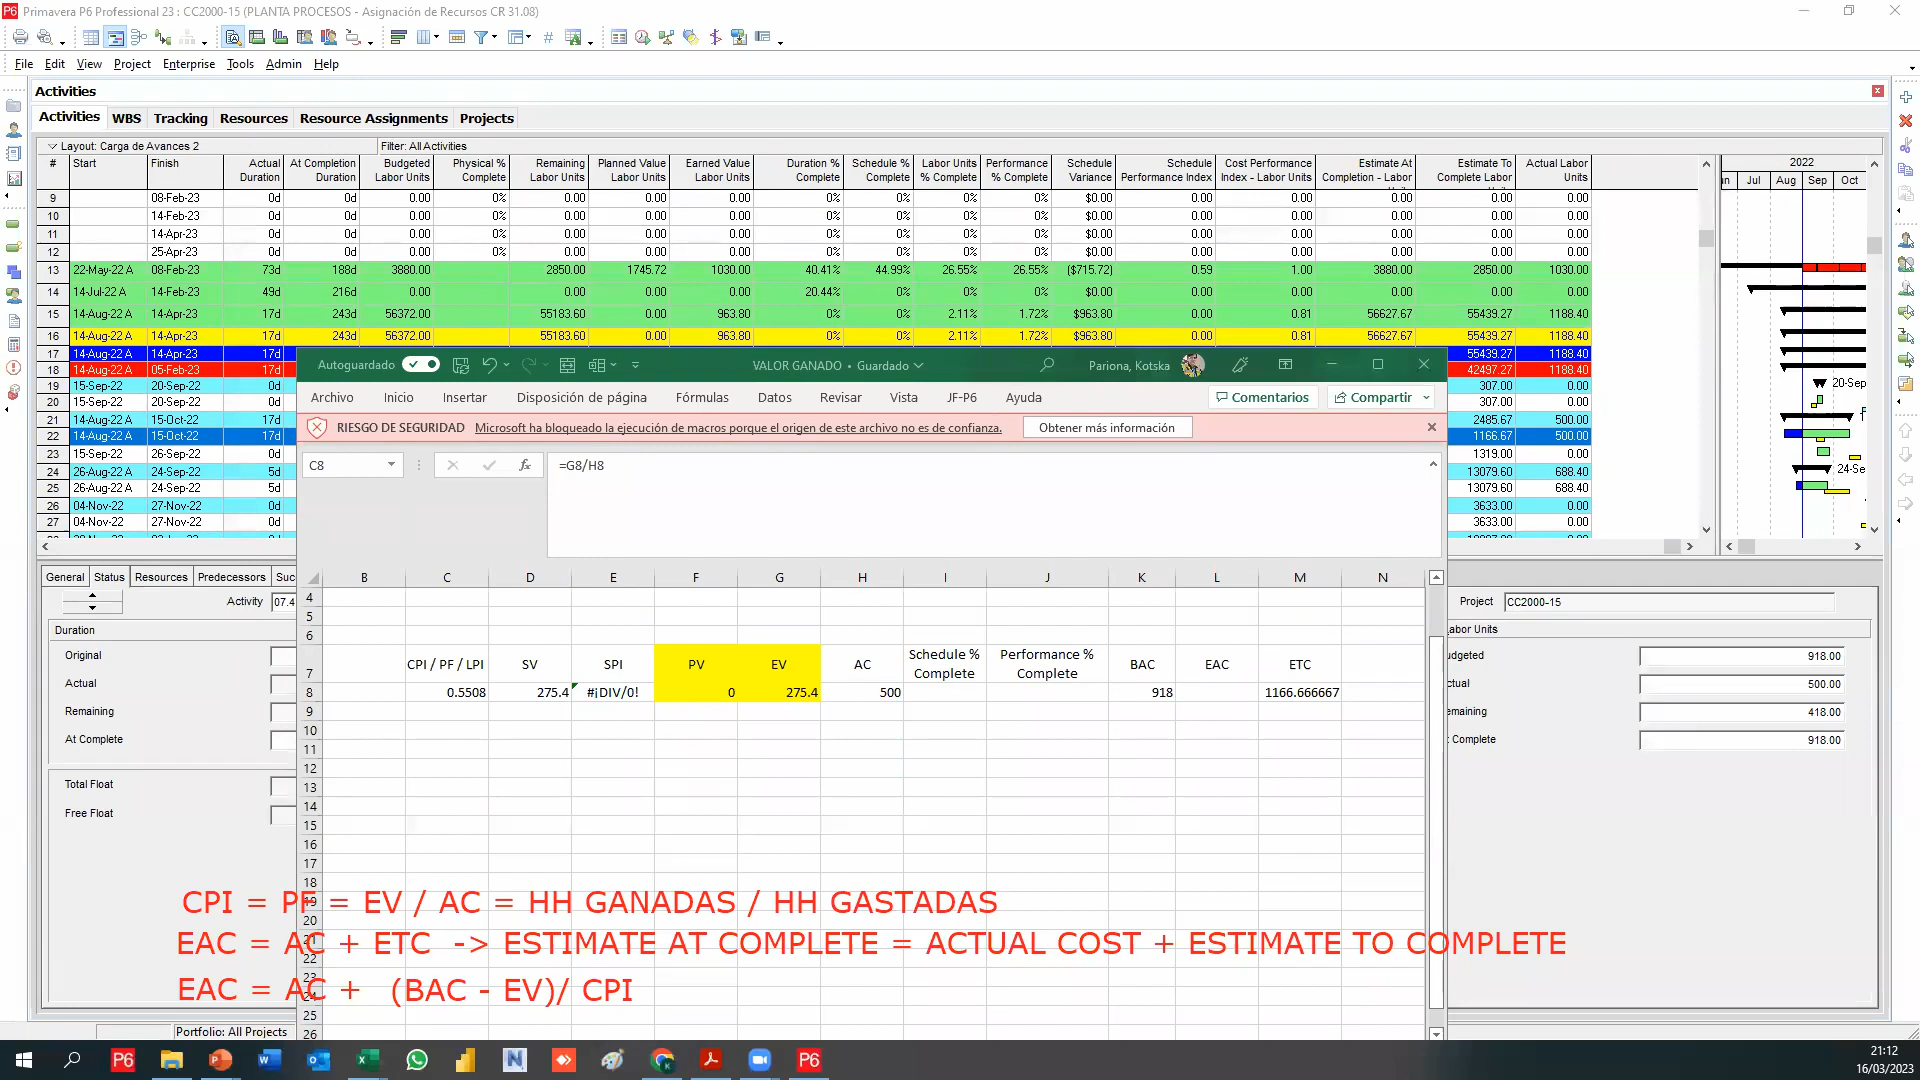 Primavera P6 Professional 23 : CC2000-15 (PLANTA PROCESOS - Asignación de Recursos CR 31.08)
File Edit View Project Enterprise Tools Admin Help
Activities
Activities WBS Tracking Resources Resource Assignments Projects
Layout: Carga de Avances 2 Filter: All Activities
# Start Finish Actual Duration At Completion Duration Budgeted Labor Units Physical % Complete Remaining Labor Units Planned Value Labor Units Earned Value Labor Units Duration % Complete Schedule % Complete Labor Units % Complete Performance % Complete Schedule Variance Schedule Performance Index Cost Performance Index - Labor Units Estimate At Completion - Labor Estimate To Complete Labor Actual Labor Units
2022
Jul Aug Sep Oct
9 08-Feb-23 0d 0d 0.00 0% 0.00 0.00 0.00 0% 0% 0% 0% $0.00 0.00 0.00 0.00 0.00 0.00
10 14-Feb-23 0d 0d 0.00 0% 0.00 0.00 0.00 0% 0% 0% 0% $0.00 0.00 0.00 0.00 0.00 0.00
11 14-Apr-23 0d 0d 0.00 0% 0.00 0.00 0.00 0% 0% 0% 0% $0.00 0.00 0.00 0.00 0.00 0.00
12 25-Apr-23 0d 0d 0.00 0% 0.00 0.00 0.00 0% 0% 0% 0% $0.00 0.00 0.00 0.00 0.00 0.00
13 22-May-22 A 08-Feb-23 73d 188d 3880.00 2850.00 1745.72 1030.00 40.41% 44.99% 26.55% 26.55% ($715.72) 0.59 1.00 3880.00 2850.00 1030.00
14 14-Jul-22 A 14-Feb-23 49d 216d 0.00 0.00 0.00 0.00 20.44% 0% 0% 0% $0.00 0.00 0.00 0.00 0.00 0.00
15 14-Aug-22 A 14-Apr-23 17d 243d 56372.00 55183.60 0.00 963.80 0% 0% 2.11% 1.72% $963.80 0.00 0.81 56627.67 55439.27 1188.40
16 14-Aug-22 A 14-Apr-23 17d 243d 56372.00 55183.60 0.00 963.80 0% 0% 2.11% 1.72% $963.80 0.00 0.81 56627.67 55439.27 1188.40
17 14-Aug-22 A 14-Apr-23 17d 55439.27 1188.40
18 14-Aug-22 A 05-Feb-23 17d 42497.27 1188.40
19 15-Sep-22 20-Sep-22 0d 307.00 0.00 20-Sep
20 15-Sep-22 20-Sep-22 0d 307.00 0.00
21 14-Aug-22 A 15-Oct-22 17d 2485.67 500.00
22 14-Aug-22 A 15-Oct-22 17d 1166.67 500.00
23 15-Sep-22 26-Sep-22 0d 1319.00 0.00
24 26-Aug-22 A 24-Sep-22 5d 13079.60 688.40 24-Se
25 26-Aug-22 A 24-Sep-22 5d 13079.60 688.40
26 04-Nov-22 27-Nov-22 0d 3633.00 0.00
27 04-Nov-22 27-Nov-22 0d 3633.00 0.00
Autoguardado VALOR GANADO • Guardado Pariona, Kotska
Archivo Inicio Insertar Disposición de página Fórmulas Datos Revisar Vista JF-P6 Ayuda Comentarios Compartir
RIESGO DE SEGURIDAD Microsoft ha bloqueado la ejecución de macros porque el origen de este archivo no es de confianza. Obtener más información
C8 fx =G8/H8
B C D E F G H I J K L M N
4
5
6
7 CPI / PF / LPI SV SPI PV EV AC Schedule % Complete Performance % Complete BAC EAC ETC
8 0.5508 275.4 #¡DIV/0! 0 275.4 500 918 1166.666667
9
10
11
12
13
14
15
16
17
18
19
20
21
22
23
24
25
26
General Status Resources Predecessors Suc
Activity 07.4
Duration
Original
Actual
Remaining
At Complete
Total Float
Free Float
Project CC2000-15
Labor Units
udgeted 918.00
ctual 500.00
emaining 418.00
t Complete 918.00
CPI = PF = EV / AC = HH GANADAS / HH GASTADAS
EAC = AC + ETC -> ESTIMATE AT COMPLETE = ACTUAL COST + ESTIMATE TO COMPLETE
EAC = AC + (BAC - EV)/ CPI
Portfolio: All Projects
21:12
16/03/2023